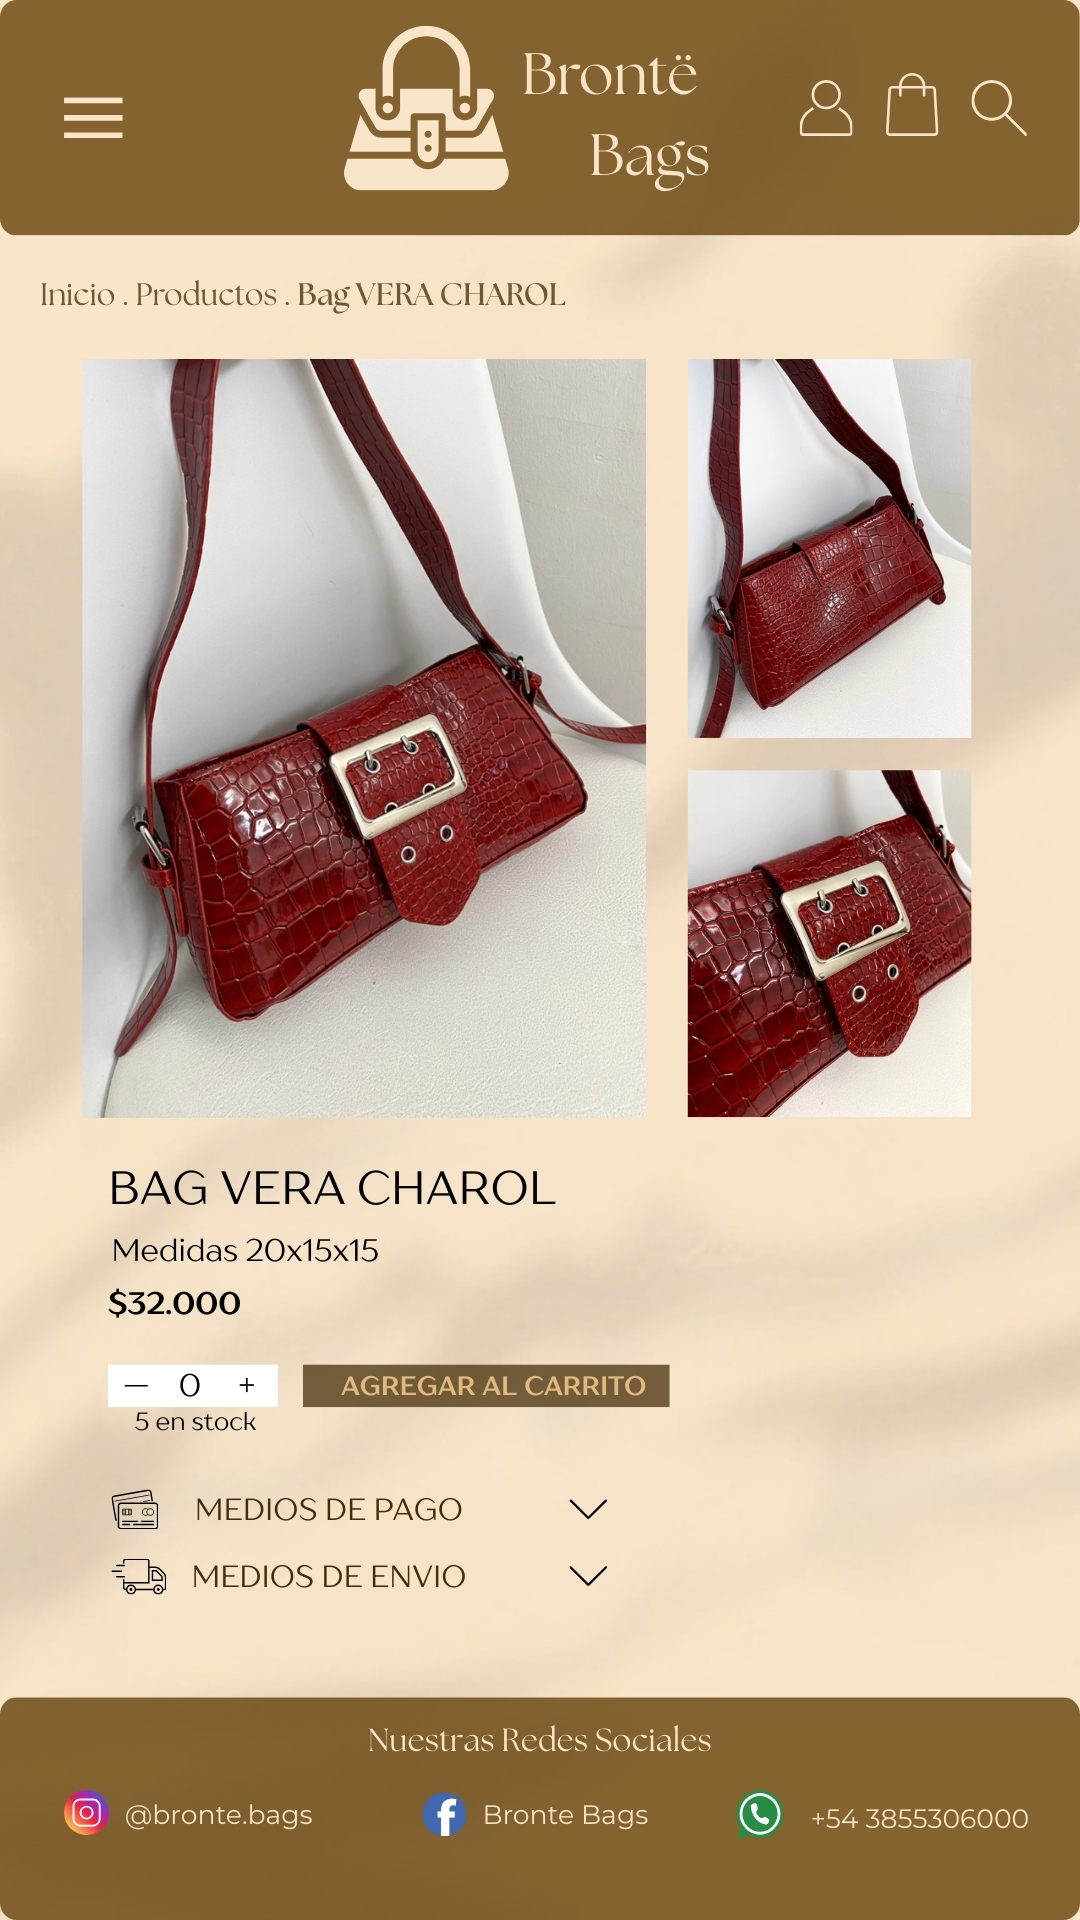 Brontë
Bags
Inicio . Productos . Bag VERA CHAROL
BAG VERA CHAROL
Medidas 20x15x15
$32.000
— 0 +
AGREGAR AL CARRITO
5 en stock
MEDIOS DE PAGO
MEDIOS DE ENVIO
Nuestras Redes Sociales
@bronte.bags
Bronte Bags
+54 3855306000